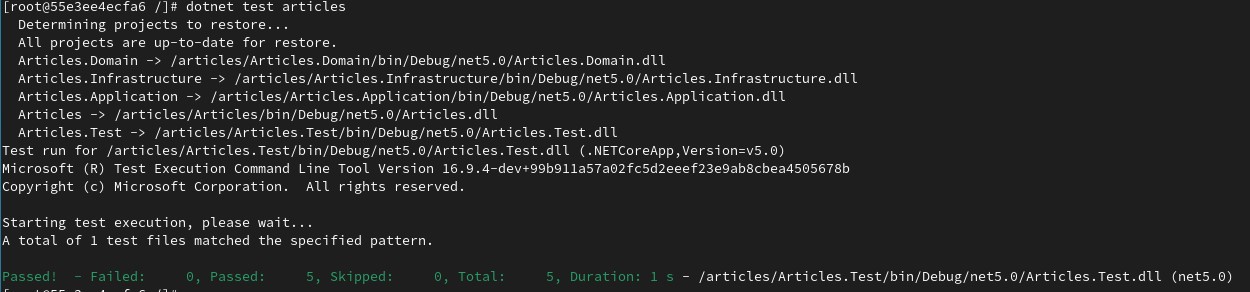 [root@55e3ee4ecfa6 /]# dotnet test articles
  Determining projects to restore...
  All projects are up-to-date for restore.
  Articles.Domain -> /articles/Articles.Domain/bin/Debug/net5.0/Articles.Domain.dll
  Articles.Infrastructure -> /articles/Articles.Infrastructure/bin/Debug/net5.0/Articles.Infrastructure.dll
  Articles.Application -> /articles/Articles.Application/bin/Debug/net5.0/Articles.Application.dll
  Articles -> /articles/Articles/bin/Debug/net5.0/Articles.dll
  Articles.Test -> /articles/Articles.Test/bin/Debug/net5.0/Articles.Test.dll
Test run for /articles/Articles.Test/bin/Debug/net5.0/Articles.Test.dll (.NETCoreApp,Version=v5.0)
Microsoft (R) Test Execution Command Line Tool Version 16.9.4-dev+99b911a57a02fc5d2eeef23e9ab8cbea4505678b
Copyright (c) Microsoft Corporation.  All rights reserved.

Starting test execution, please wait...
A total of 1 test files matched the specified pattern.

Passed!  - Failed:     0, Passed:     5, Skipped:     0, Total:     5, Duration: 1 s - /articles/Articles.Test/bin/Debug/net5.0/Articles.Test.dll (net5.0)